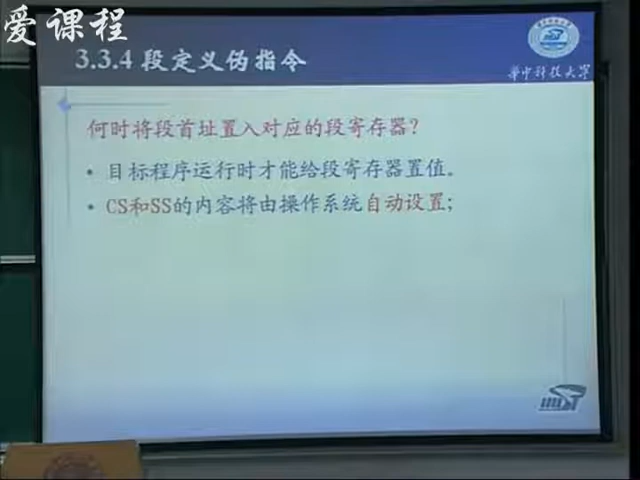 爱课程
3.3.4 段定义伪指令
华中科技大学
何时将段首址置入对应的段寄存器？
• 目标程序运行时才能给段寄存器置值。
• CS和SS的内容将由操作系统自动设置;